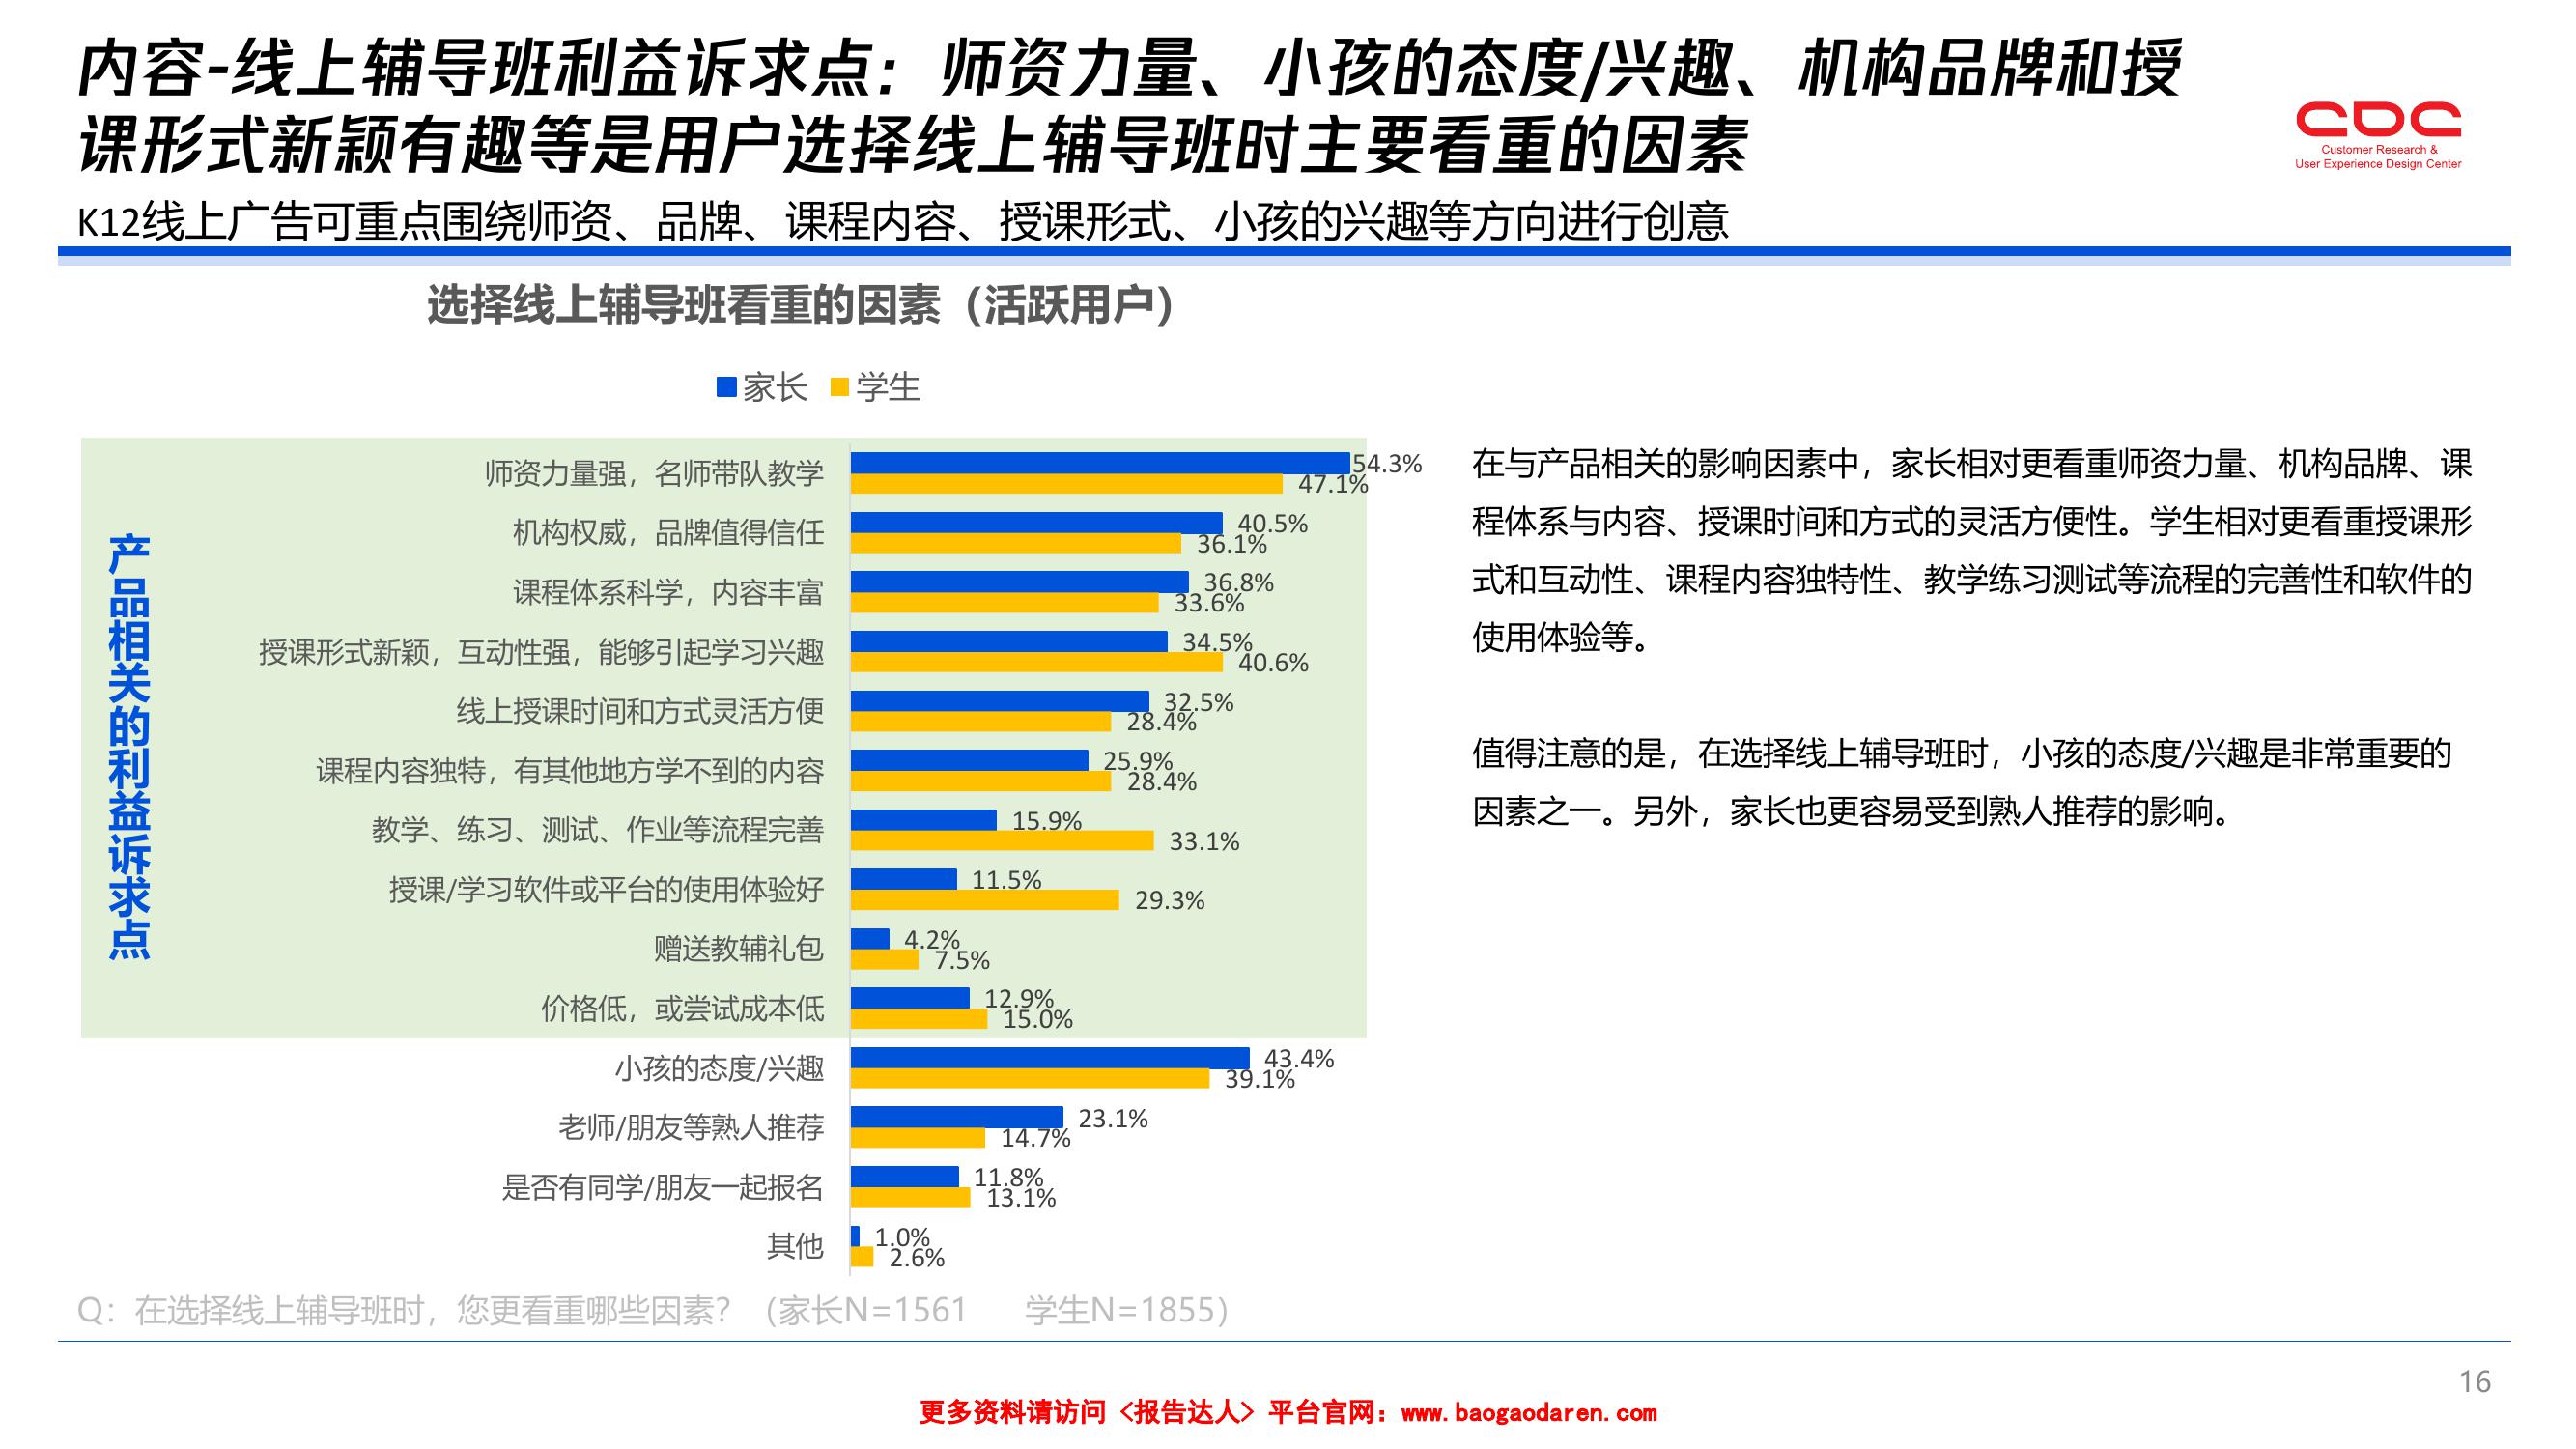 内容-线上辅导班利益诉求点：师资力量、小孩的态度/兴趣、机构品牌和授
课形式新颖有趣等是用户选择线上辅导班时主要看重的因素
CDC
Customer Research &
User Experience Design Center
K12线上广告可重点围绕师资、品牌、课程内容、授课形式、小孩的兴趣等方向进行创意
选择线上辅导班看重的因素（活跃用户）
家长 学生
产品相关的利益诉求点
师资力量强，名师带队教学 54.3%
47.1%
机构权威，品牌值得信任 40.5%
36.1%
课程体系科学，内容丰富 36.8%
33.6%
授课形式新颖，互动性强，能够引起学习兴趣 34.5%
40.6%
线上授课时间和方式灵活方便 32.5%
28.4%
课程内容独特，有其他地方学不到的内容 25.9%
28.4%
教学、练习、测试、作业等流程完善 15.9%
33.1%
授课/学习软件或平台的使用体验好 11.5%
29.3%
赠送教辅礼包 4.2%
7.5%
价格低，或尝试成本低 12.9%
15.0%
小孩的态度/兴趣 43.4%
39.1%
老师/朋友等熟人推荐 23.1%
14.7%
是否有同学/朋友一起报名 11.8%
13.1%
其他 1.0%
2.6%
在与产品相关的影响因素中，家长相对更看重师资力量、机构品牌、课
程体系与内容、授课时间和方式的灵活方便性。学生相对更看重授课形
式和互动性、课程内容独特性、教学练习测试等流程的完善性和软件的
使用体验等。
值得注意的是，在选择线上辅导班时，小孩的态度/兴趣是非常重要的
因素之一。另外，家长也更容易受到熟人推荐的影响。
Q：在选择线上辅导班时，您更看重哪些因素？（家长N=1561 学生N=1855）
16
更多资料请访问〈报告达人〉平台官网：www.baogaodaren.com